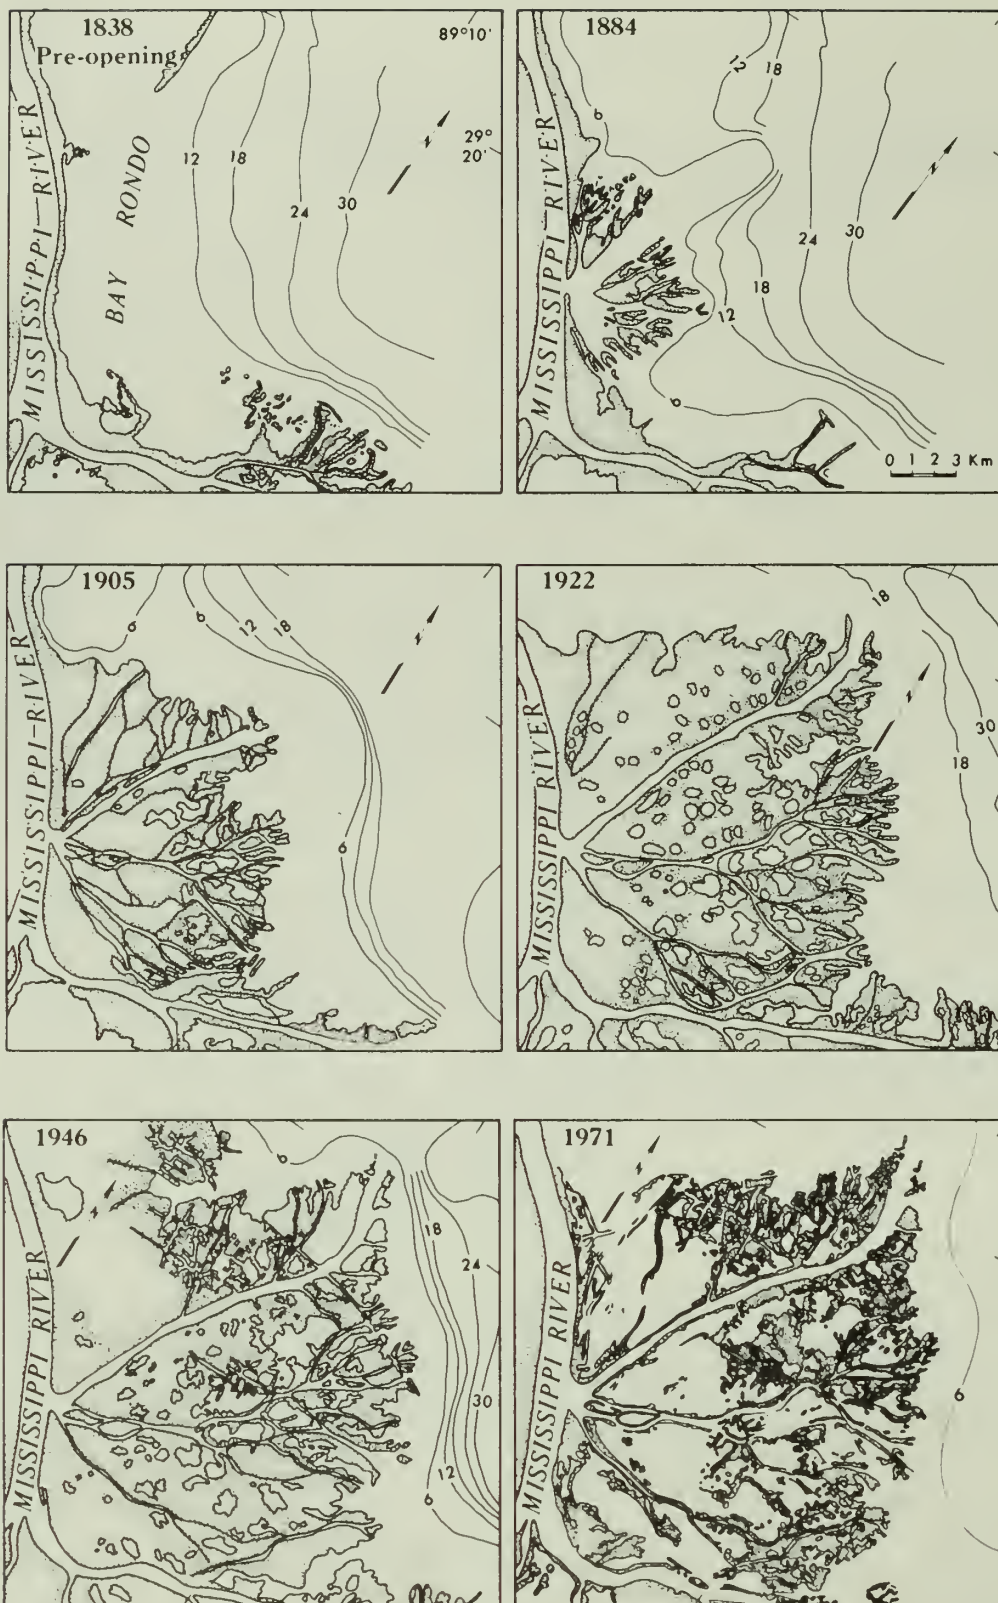 1838
Pre-opening
89°10'
29°
20'
MISSISSIPPI-RIVER
BAY RONDO
12
18
24
30
N
1884
6
12
18
24
30
18
12
6
MISSISSIPPI RIVER
N
0 1 2 3 Km
1905
6
6
12
18
6
MISSISSIPPI-RIVER
N
1922
18
30
18
MISSISSIPPI RIVER
N
1946
6
18
24
30
12
6
MISSISSIPPI RIVER
N
1971
6
MISSISSIPPI RIVER
N